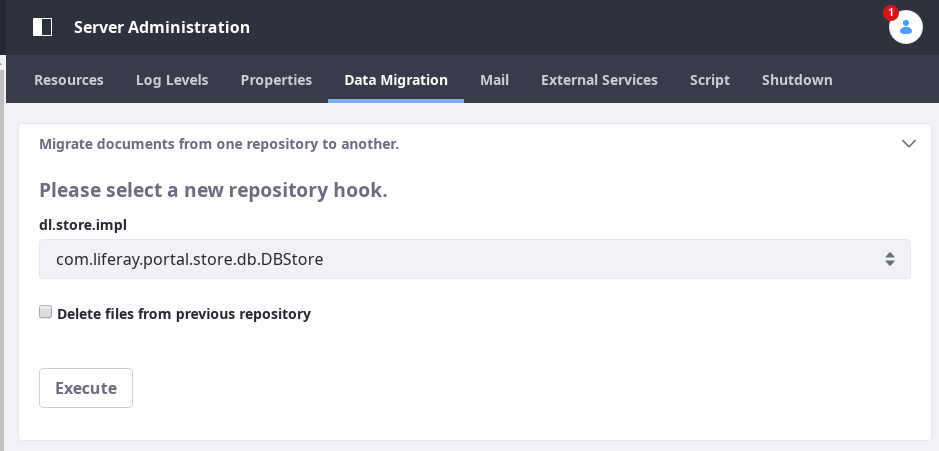 Server Administration
1
Resources Log Levels Properties Data Migration Mail External Services Script Shutdown
Migrate documents from one repository to another.
Please select a new repository hook.
dl.store.impl
com.liferay.portal.store.db.DBStore
Delete files from previous repository
Execute